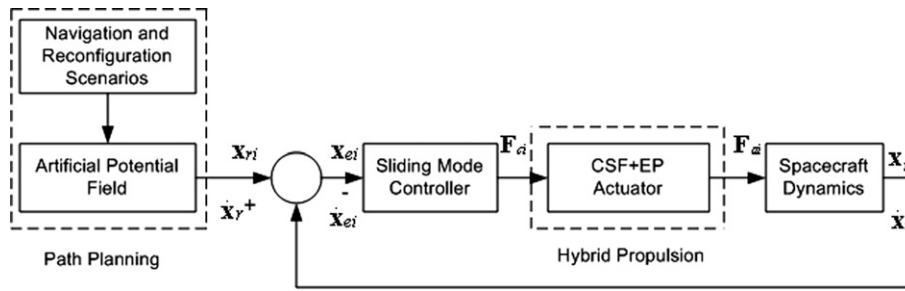 Navigation and
Reconfiguration
Scenarios
Artificial Potential
Field
Path Planning
x_ri
ẋ_r +
x_ei
-
ẋ_ei
Sliding Mode
Controller
F_ci
CSF+EP
Actuator
Hybrid Propulsion
F_ai
Spacecraft
Dynamics
x
ẋ